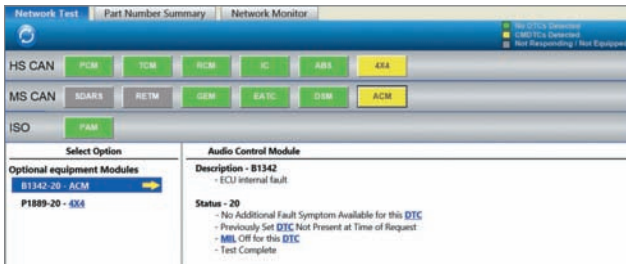 Network Test
Part Number Summary
Network Monitor
No DTCs Detected
CMDTCs Detected
Not Responding / Not Equipped
HS CAN PCM TCM RCM IC ABS 4X4
MS CAN SDARS RETM GEM EATC DSM ACM
ISO PAM
Select Option
Optional equipment Modules
B1342-20 - ACM
P1889-20 - 4X4
Audio Control Module
Description - B1342
- ECU internal fault
Status - 20
- No Additional Fault Symptom Available for this DTC
- Previously Set DTC Not Present at Time of Request
- MIL Off for this DTC
- Test Complete